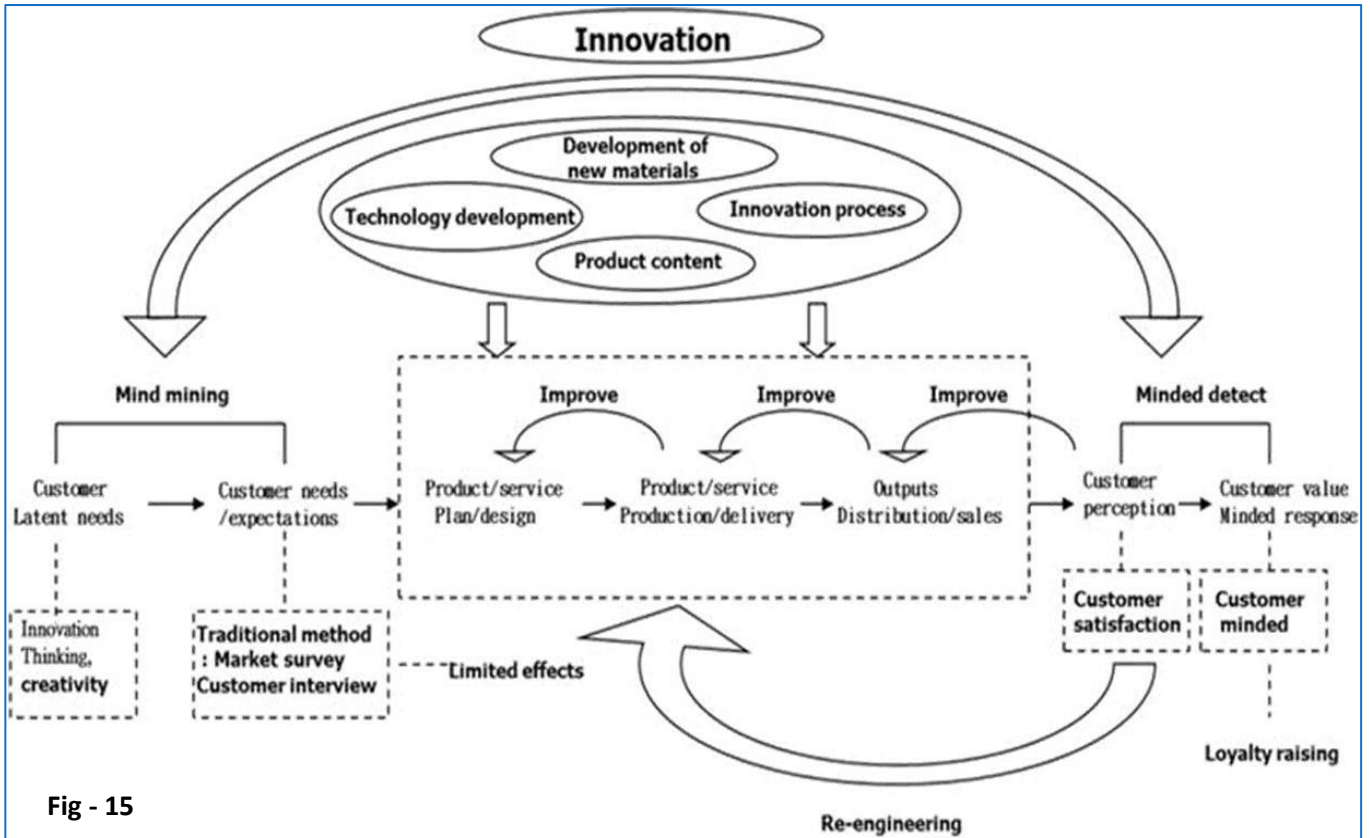 Innovation
Development of
new materials
Technology development
Innovation process
Product content
Mind mining
Improve
Improve
Improve
Minded detect
Customer
Latent needs
Customer needs
/expectations
Product/service
Plan/design
Product/service
Production/delivery
Outputs
Distribution/sales
Customer
perception
Customer value
Minded response
Innovation
Thinking,
creativity
Traditional method
: Market survey
Customer interview
Limited effects
Customer
satisfaction
Customer
minded
Loyalty raising
Re-engineering
Fig - 15